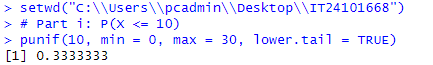 > setwd("C:\\Users\\pcadmin\\Desktop\\IT24101668")
> # Part i: P(X <= 10)
> punif(10, min = 0, max = 30, lower.tail = TRUE)
[1] 0.3333333